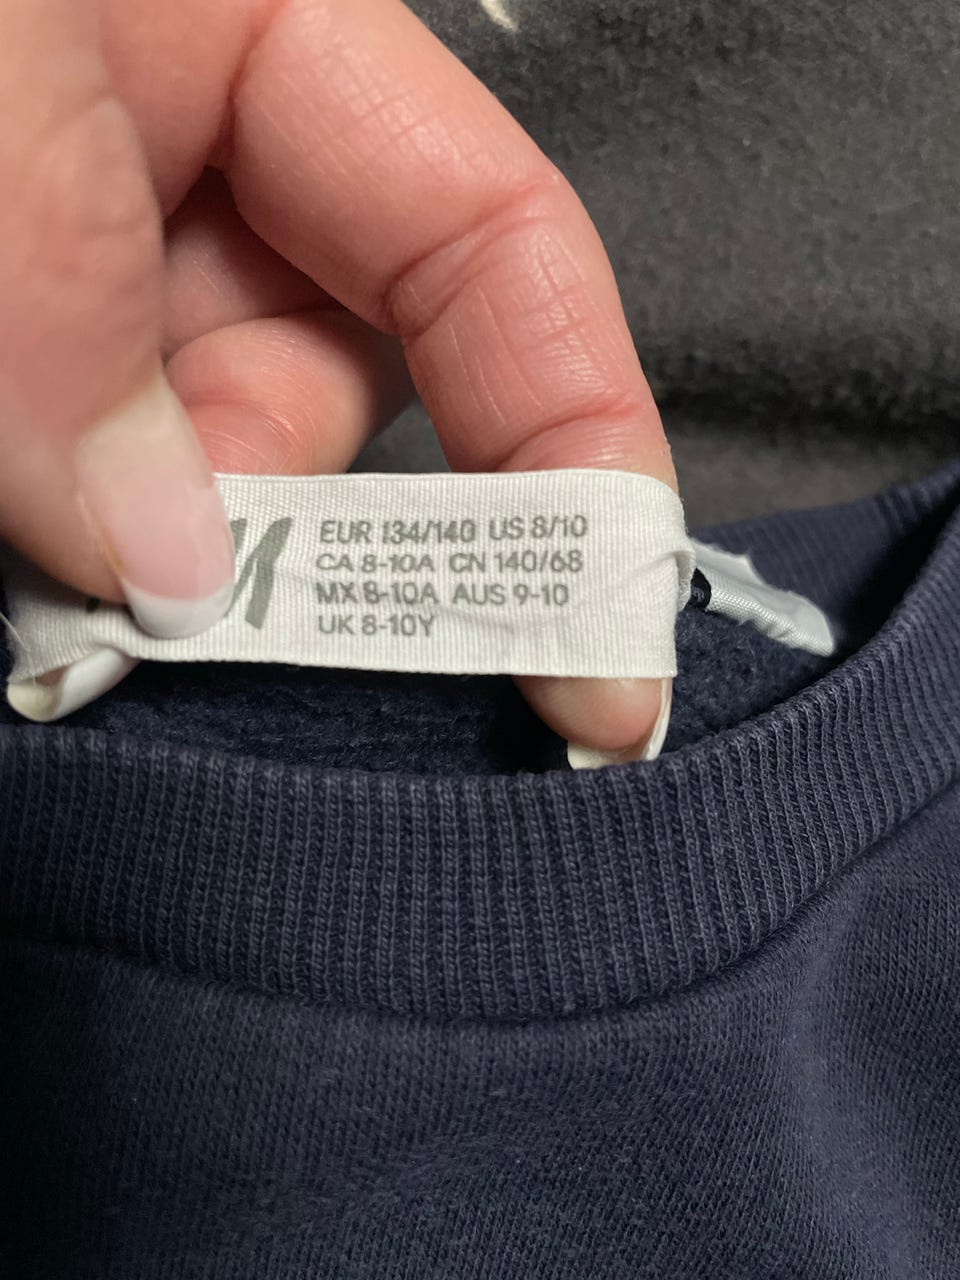 EUR 134/140 US 8/10
CA 8-10A CN 140/68
MX 8-10A AUS 9-10
UK 8-10Y